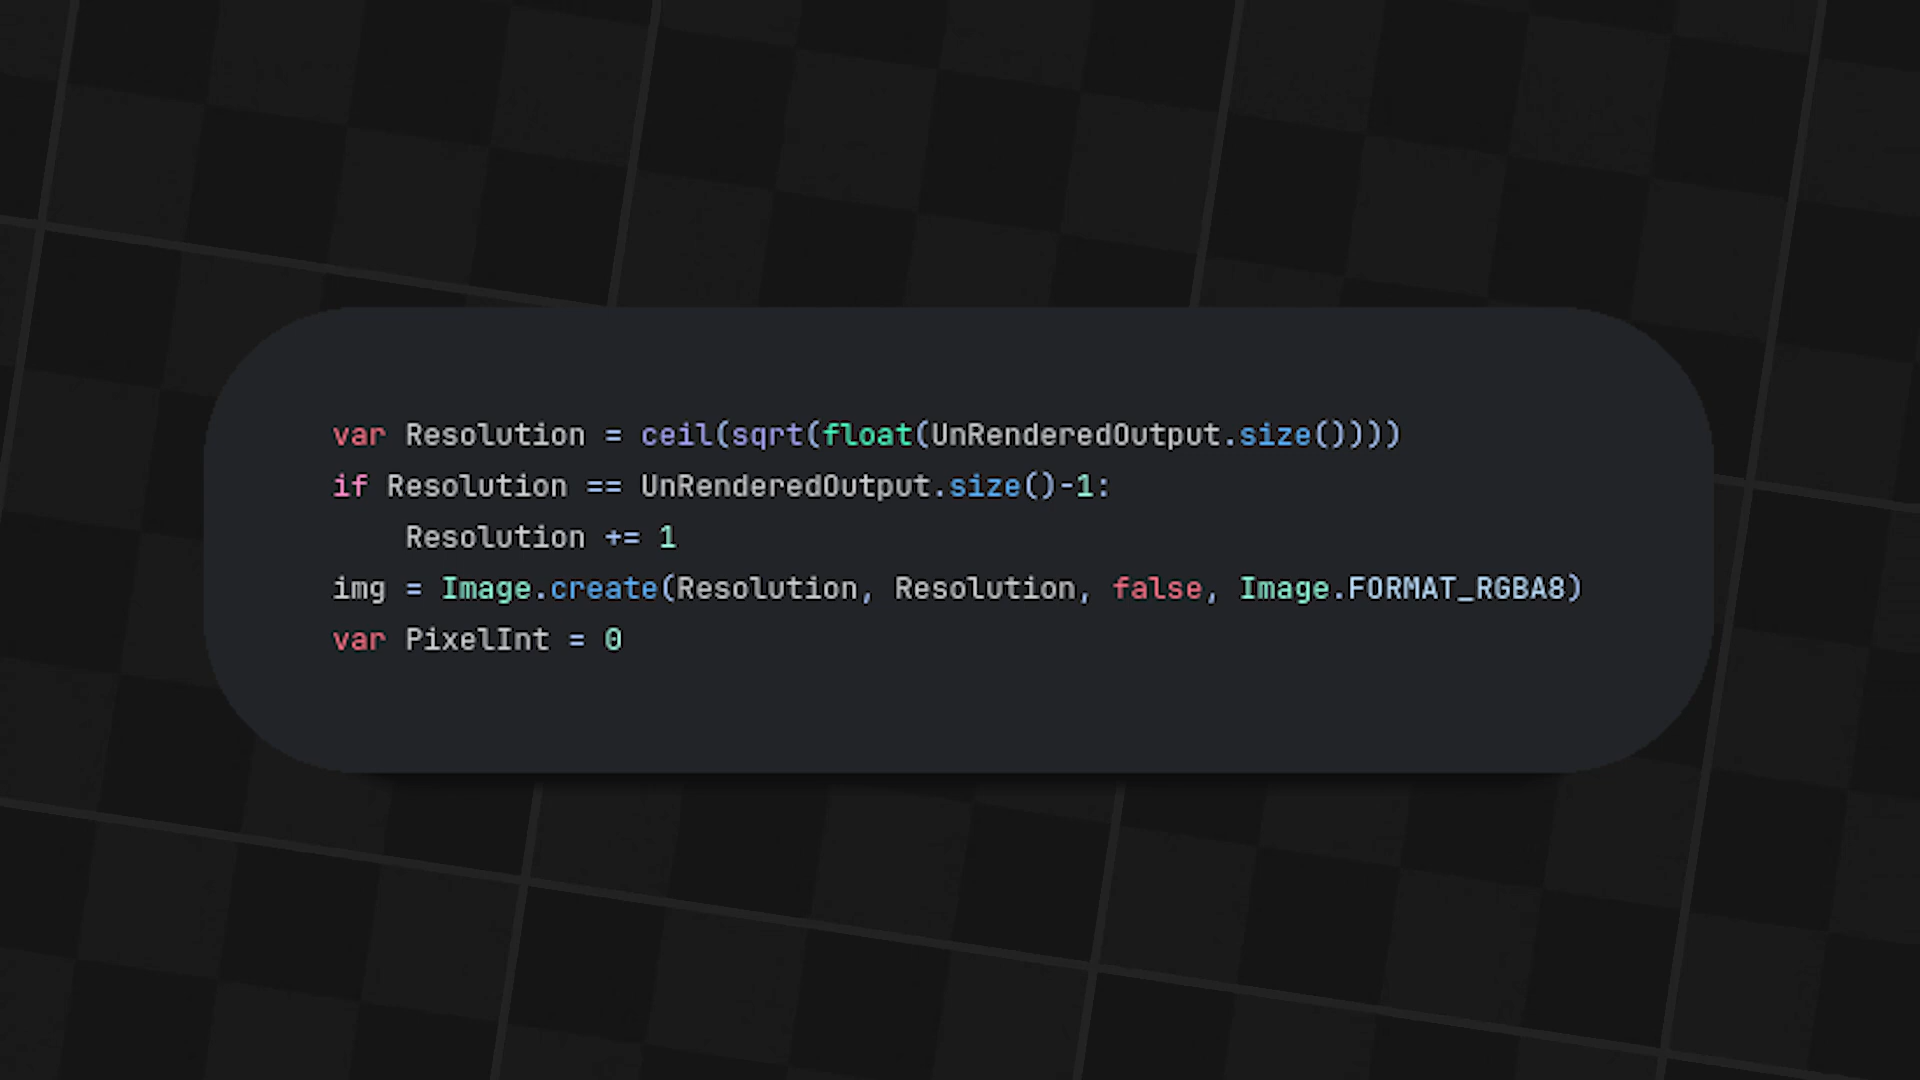 var Resolution = ceil(sqrt(float(UnRenderedOutput.size())))
if Resolution == UnRenderedOutput.size()-1:
    Resolution += 1
img = Image.create(Resolution, Resolution, false, Image.FORMAT_RGBA8)
var PixelInt = 0